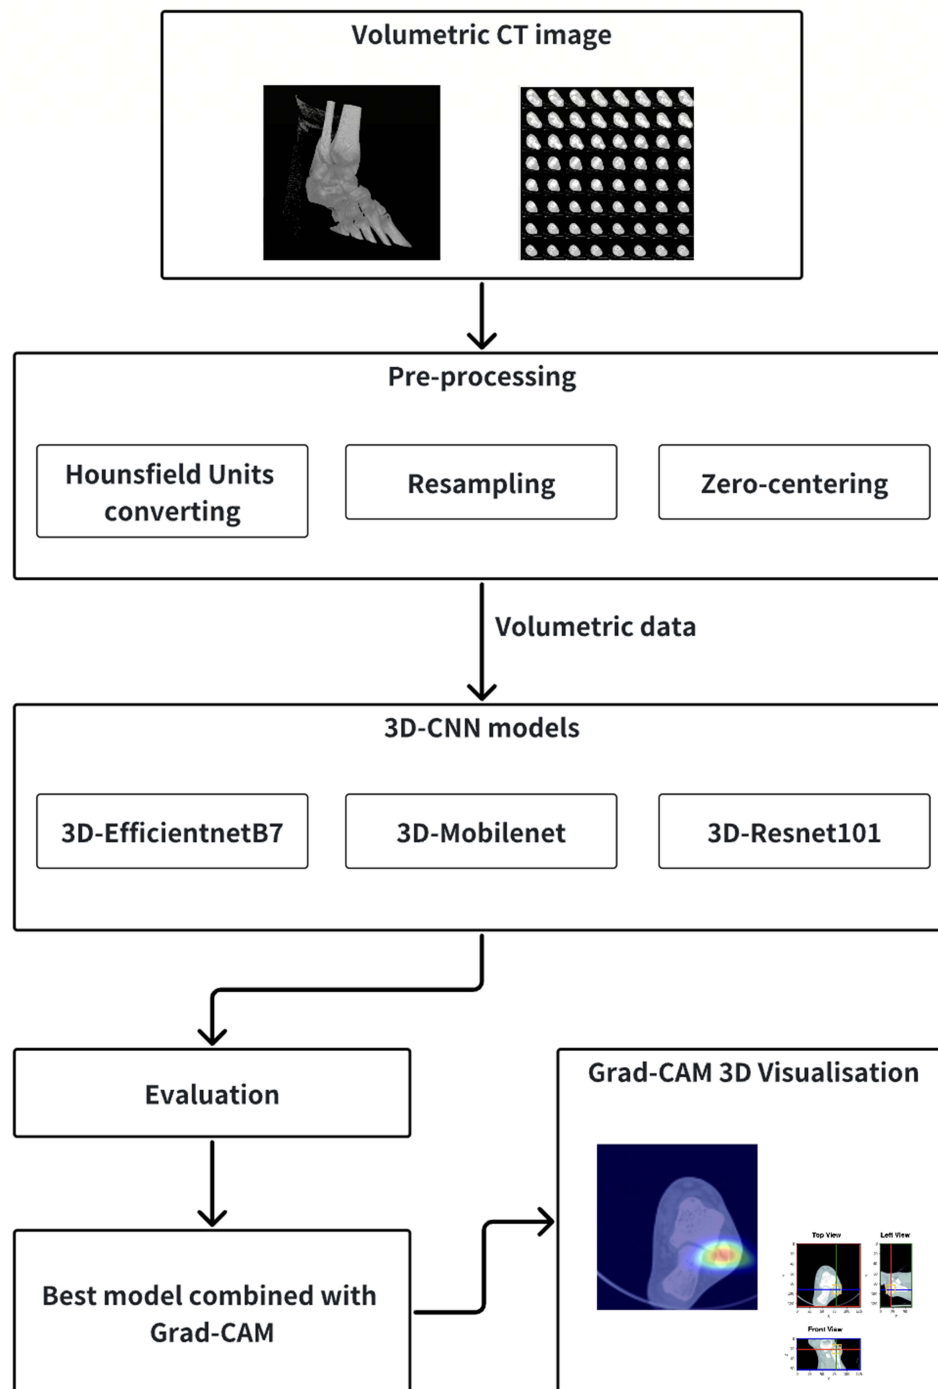 Volumetric CT image
Pre-processing
Hounsfield Units
converting
Resampling
Zero-centering
Volumetric data
3D-CNN models
3D-EfficientnetB7
3D-Mobilenet
3D-Resnet101
Evaluation
Grad-CAM 3D Visualisation
Best model combined with
Grad-CAM
Top View
Left View
Front View